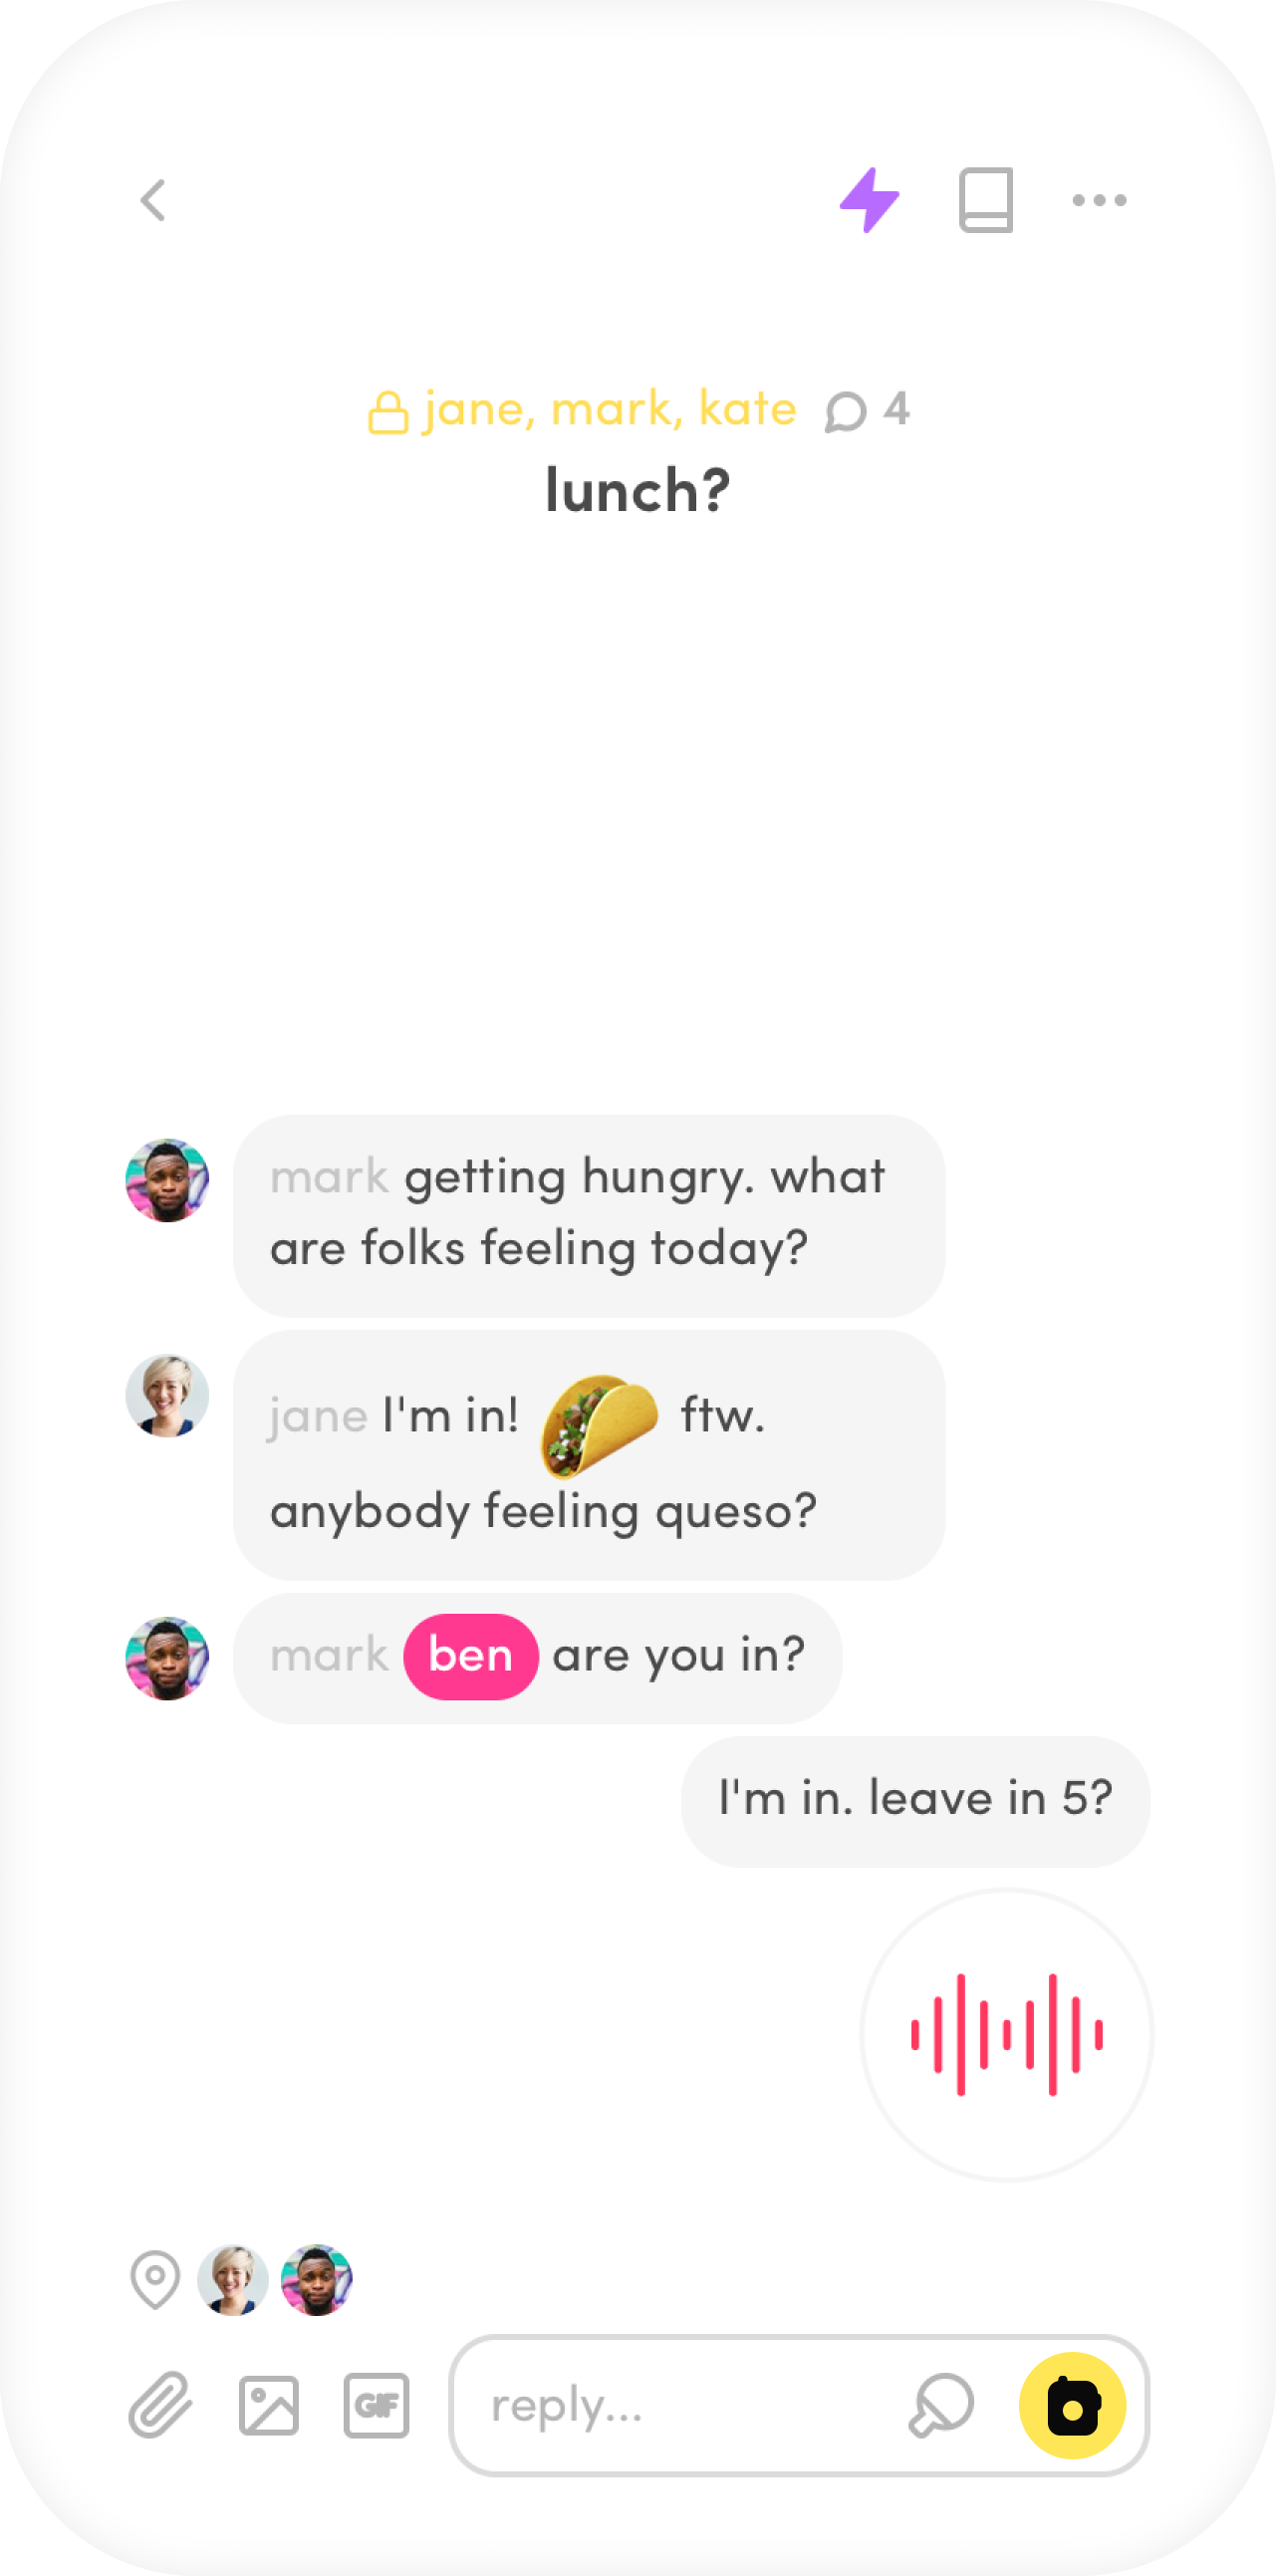 jane, mark, kate 4
lunch?
mark getting hungry. what
are folks feeling today?
jane I'm in! 🌮 ftw.
anybody feeling queso?
mark ben are you in?
I'm in. leave in 5?
GIF reply...